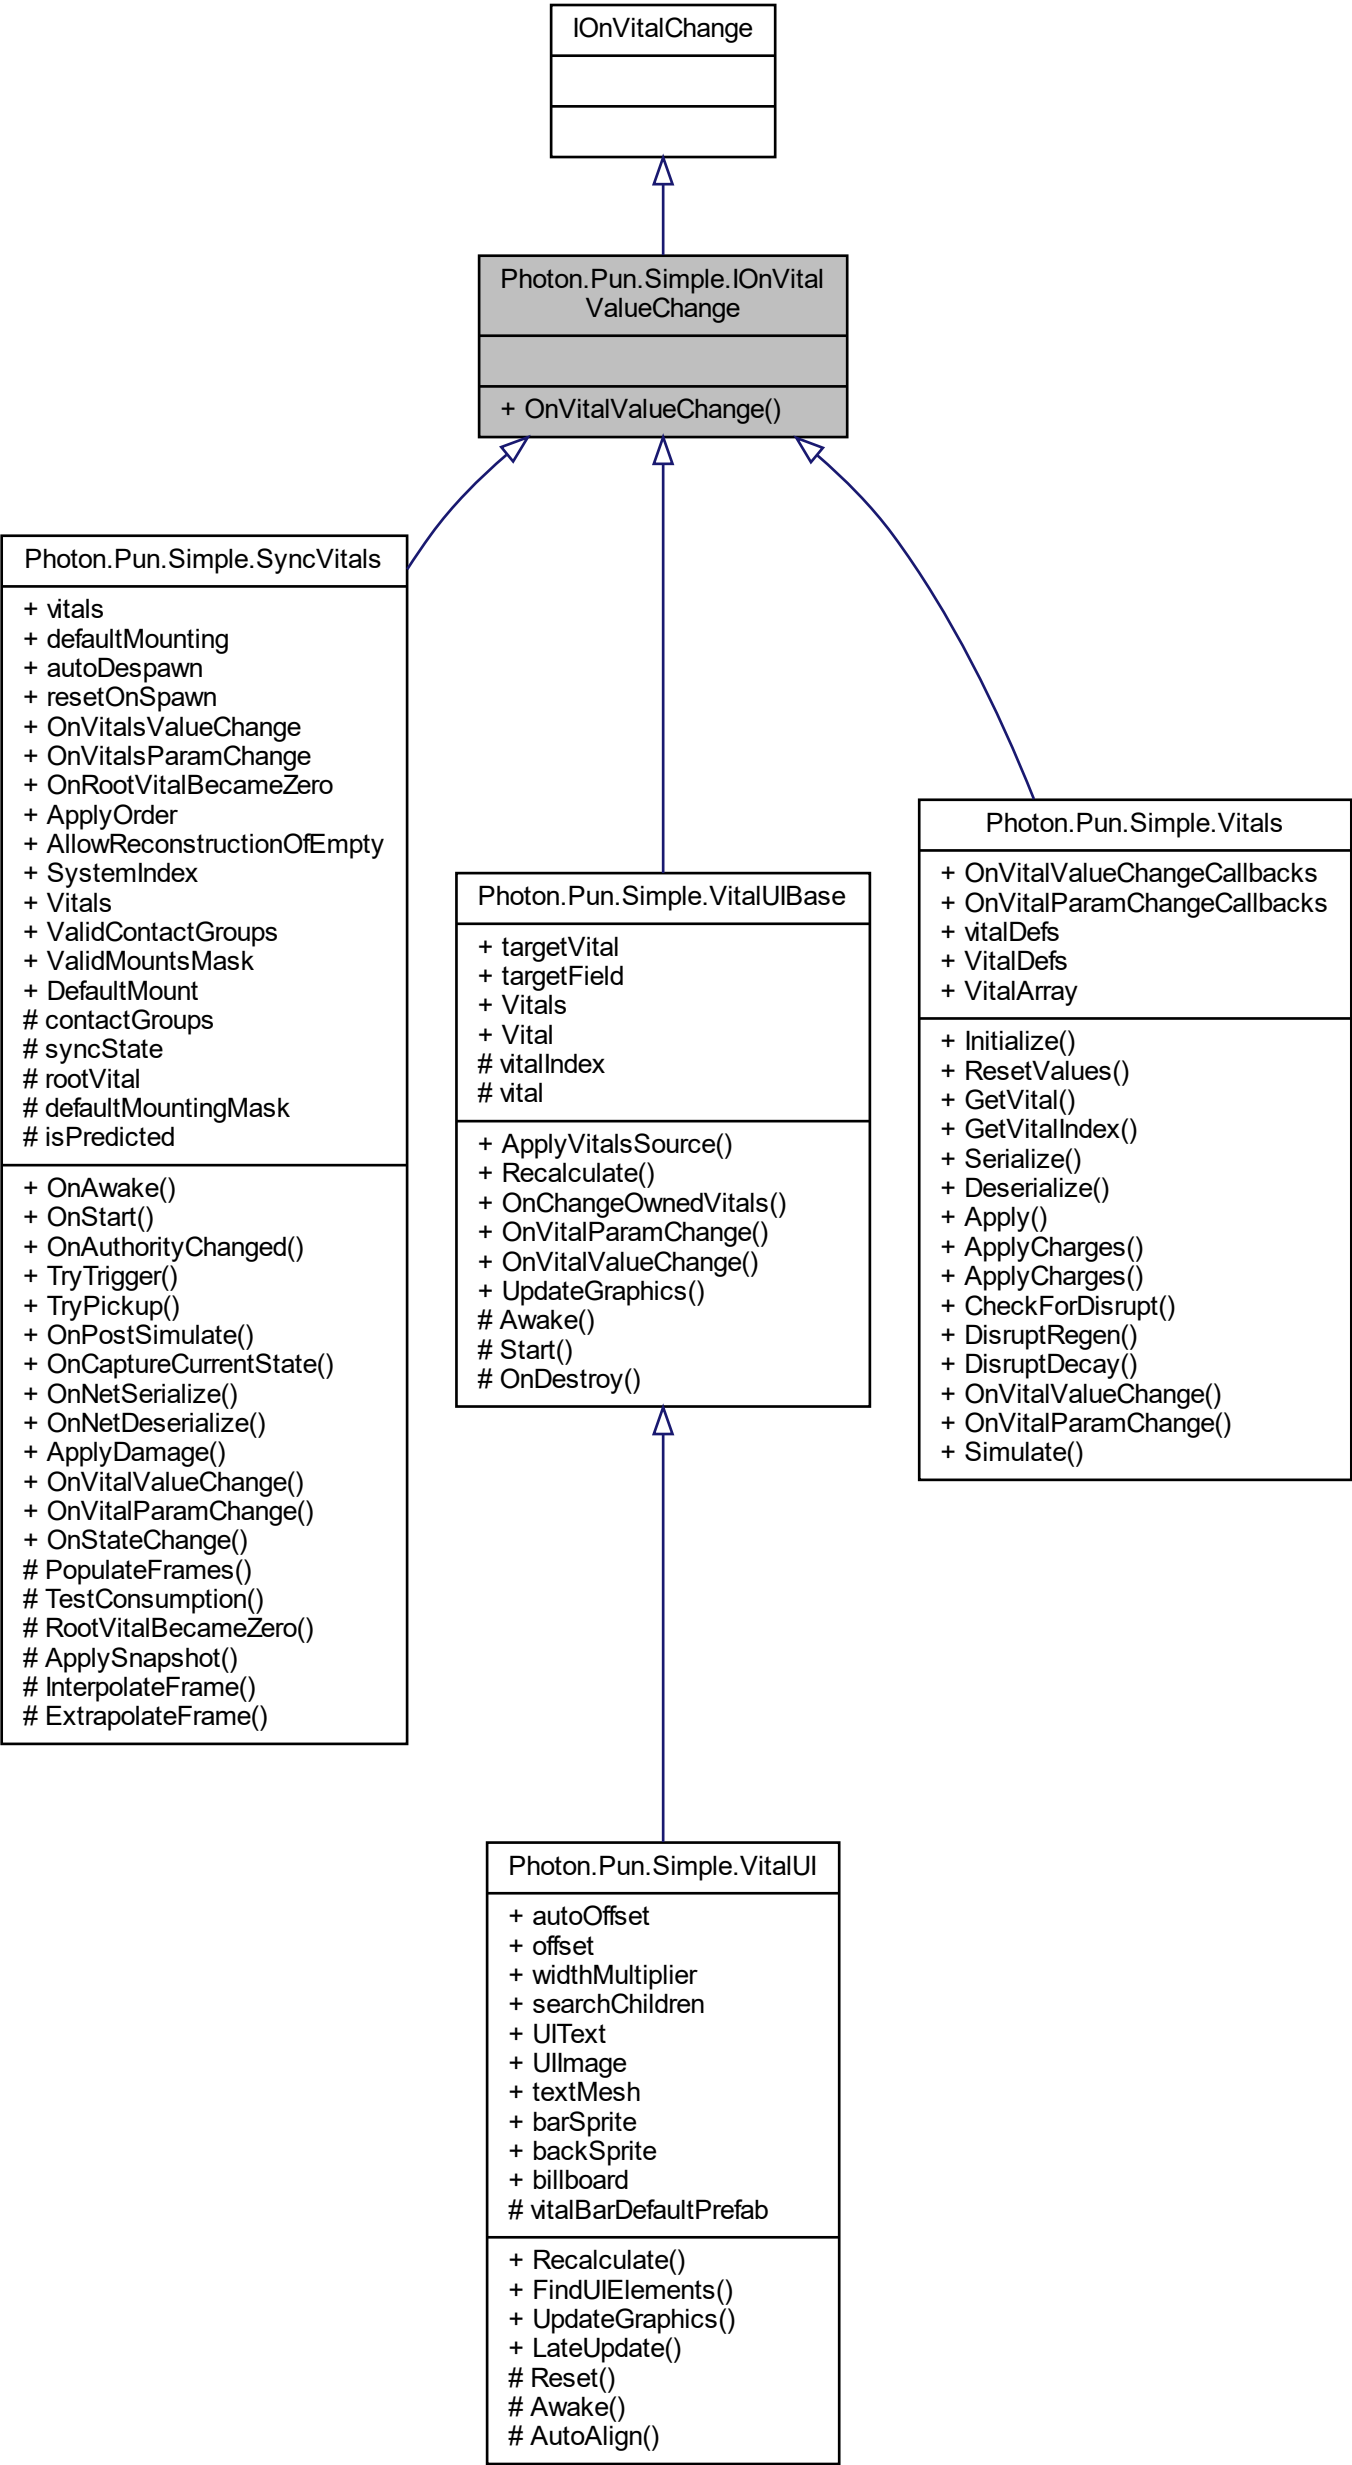 IOnVitalChange
Photon.Pun.Simple.IOnVital
ValueChange
+ OnVitalValueChange()
Photon.Pun.Simple.SyncVitals
+ vitals
+ defaultMounting
+ autoDespawn
+ resetOnSpawn
+ OnVitalsValueChange
+ OnVitalsParamChange
+ OnRootVitalBecameZero
+ ApplyOrder
+ AllowReconstructionOfEmpty
+ SystemIndex
+ Vitals
+ ValidContactGroups
+ ValidMountsMask
+ DefaultMount
# contactGroups
# syncState
# rootVital
# defaultMountingMask
# isPredicted
+ OnAwake()
+ OnStart()
+ OnAuthorityChanged()
+ TryTrigger()
+ TryPickup()
+ OnPostSimulate()
+ OnCaptureCurrentState()
+ OnNetSerialize()
+ OnNetDeserialize()
+ ApplyDamage()
+ OnVitalValueChange()
+ OnVitalParamChange()
+ OnStateChange()
# PopulateFrames()
# TestConsumption()
# RootVitalBecameZero()
# ApplySnapshot()
# InterpolateFrame()
# ExtrapolateFrame()
Photon.Pun.Simple.VitalUIBase
+ targetVital
+ targetField
+ Vitals
+ Vital
# vitalIndex
# vital
+ ApplyVitalsSource()
+ Recalculate()
+ OnChangeOwnedVitals()
+ OnVitalParamChange()
+ OnVitalValueChange()
+ UpdateGraphics()
# Awake()
# Start()
# OnDestroy()
Photon.Pun.Simple.Vitals
+ OnVitalValueChangeCallbacks
+ OnVitalParamChangeCallbacks
+ vitalDefs
+ VitalDefs
+ VitalArray
+ Initialize()
+ ResetValues()
+ GetVital()
+ GetVitalIndex()
+ Serialize()
+ Deserialize()
+ Apply()
+ ApplyCharges()
+ ApplyCharges()
+ CheckForDisrupt()
+ DisruptRegen()
+ DisruptDecay()
+ OnVitalValueChange()
+ OnVitalParamChange()
+ Simulate()
Photon.Pun.Simple.VitalUI
+ autoOffset
+ offset
+ widthMultiplier
+ searchChildren
+ UIText
+ UIImage
+ textMesh
+ barSprite
+ backSprite
+ billboard
# vitalBarDefaultPrefab
+ Recalculate()
+ FindUIElements()
+ UpdateGraphics()
+ LateUpdate()
# Reset()
# Awake()
# AutoAlign()